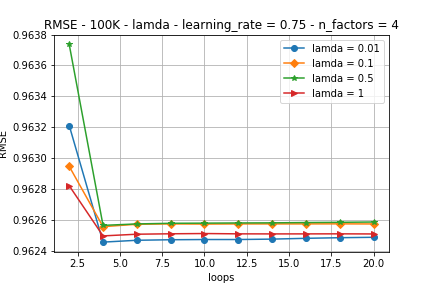 RMSE - 100K - lamda - learning_rate = 0.75 - n_factors = 4
0.9638
0.9636
0.9634
0.9632
0.9630
0.9628
0.9626
0.9624
RMSE
lamda = 0.01
lamda = 0.1
lamda = 0.5
lamda = 1
2.5 5.0 7.5 10.0 12.5 15.0 17.5 20.0
loops